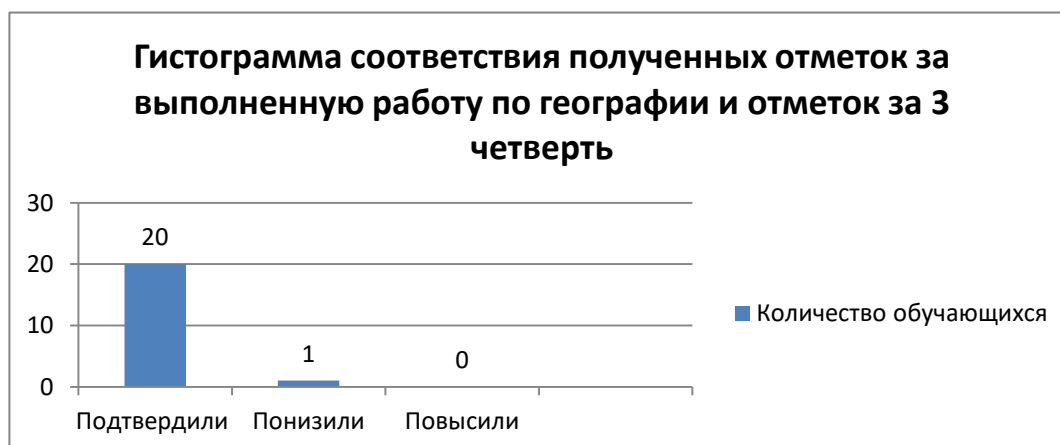 Гистограмма соответствия полученных отметок за
выполненную работу по географии и отметок за 3
четверть
30
20
10
0
20
1
0
Подтвердили
Понизили
Повысили
Количество обучающихся